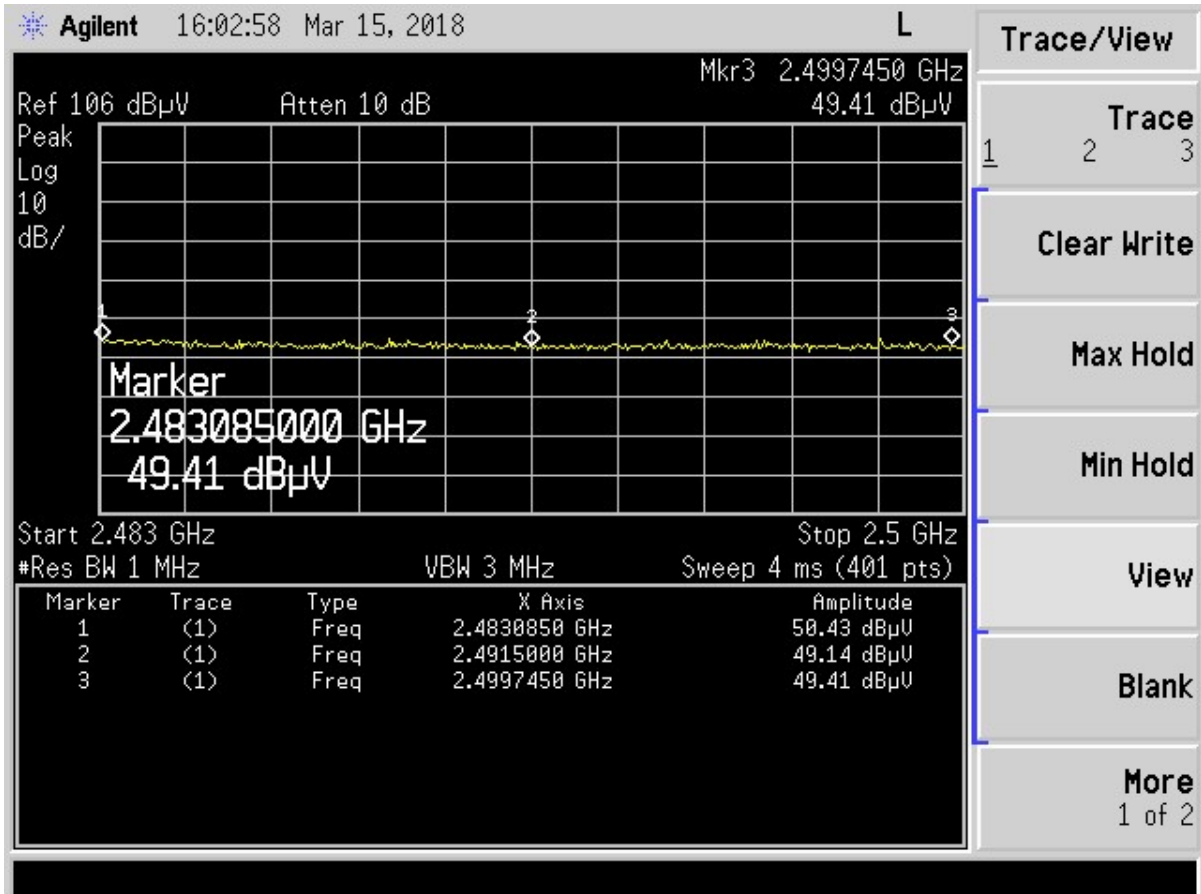 Agilent 16:02:58 Mar 15, 2018 L
Mkr3 2.4997450 GHz
Ref 106 dBµV Atten 10 dB 49.41 dBµV
Peak
Log
10
dB/
1
2
3
Marker
2.483085000 GHz
49.41 dBµV
Start 2.483 GHz Stop 2.5 GHz
#Res BW 1 MHz VBW 3 MHz Sweep 4 ms (401 pts)
Marker Trace Type X Axis Amplitude
1 (1) Freq 2.4830850 GHz 50.43 dBµV
2 (1) Freq 2.4915000 GHz 49.14 dBµV
3 (1) Freq 2.4997450 GHz 49.41 dBµV
Trace/View
Trace
1 2 3
Clear Write
Max Hold
Min Hold
View
Blank
More
1 of 2